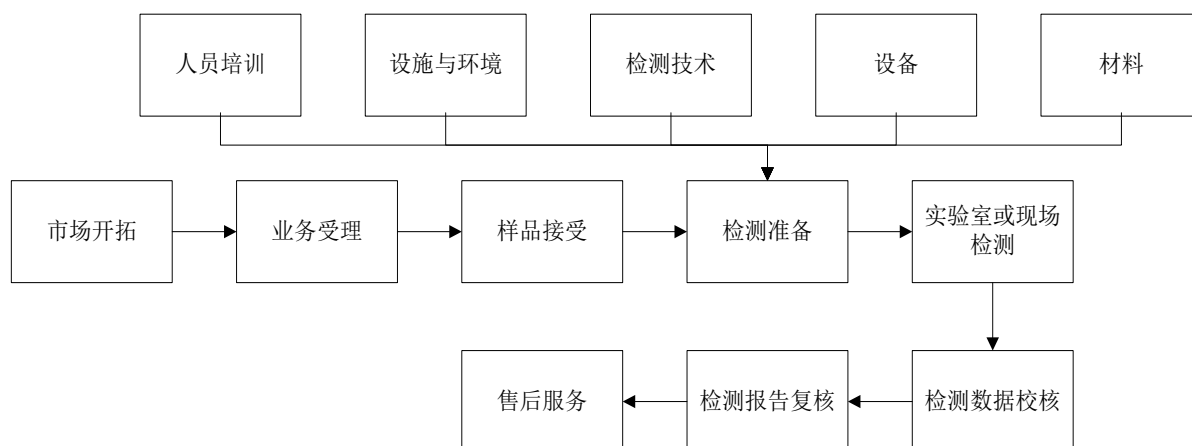 人员培训
设施与环境
检测技术
设备
材料
市场开拓
业务受理
样品接受
检测准备
实验室或现场
检测
售后服务
检测报告复核
检测数据校核